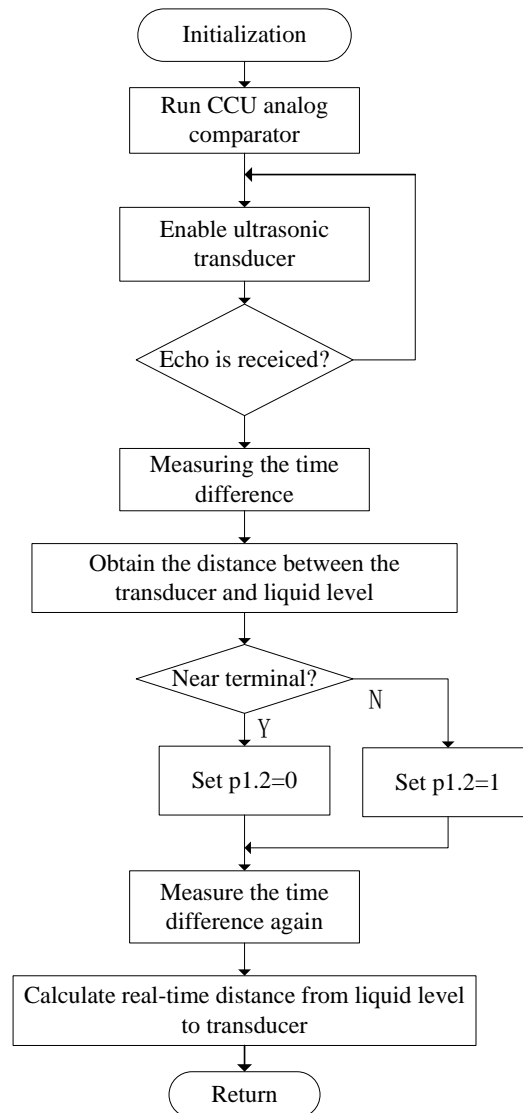 Initialization
Run CCU analog
comparator
Enable ultrasonic
transducer
Echo is receiced?
Measuring the time
difference
Obtain the distance between the
transducer and liquid level
Near terminal?
N
Y
Set p1.2=0
Set p1.2=1
Measure the time
difference again
Calculate real-time distance from liquid level
to transducer
Return